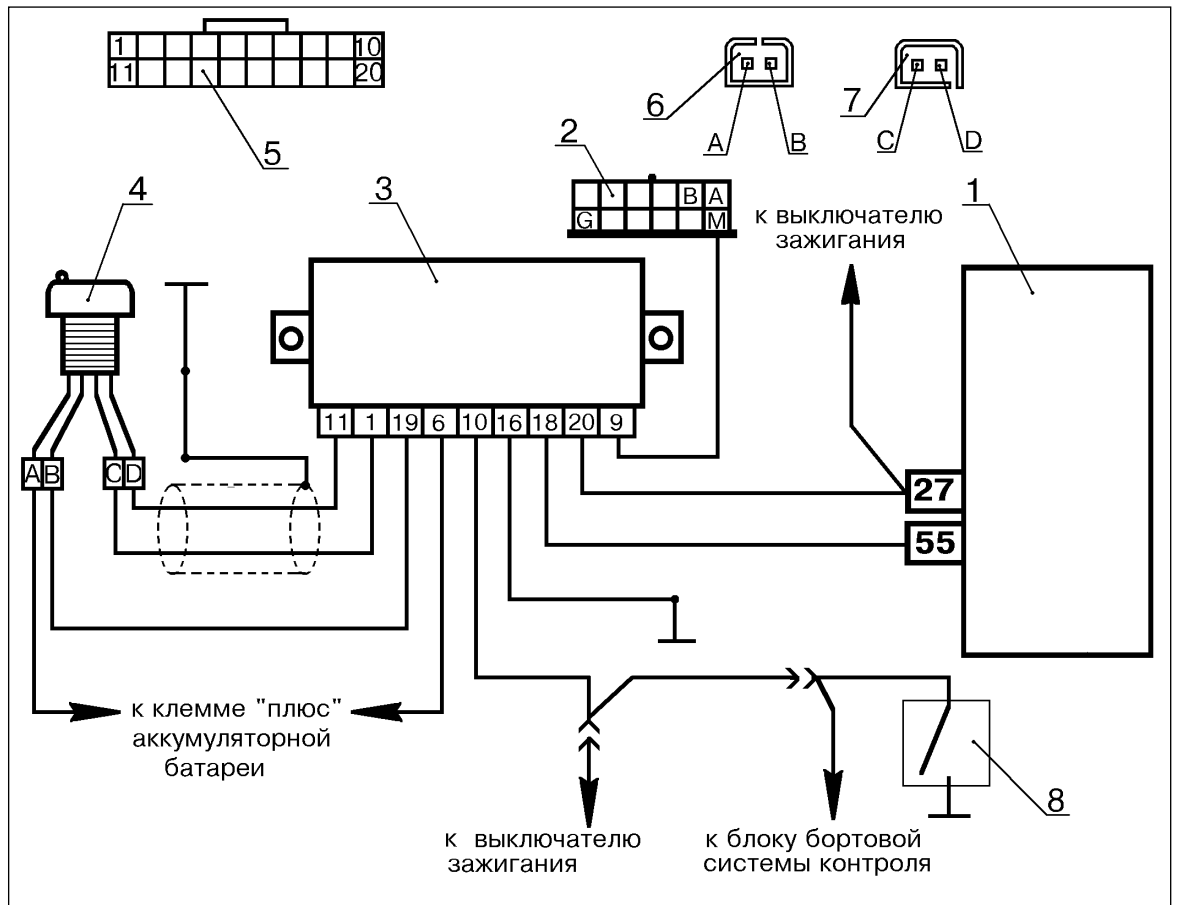 1 10
11 20
5
6
A B
7
C D
2
B A
G M
4
3
1
к выключателю
зажигания
11 1 19 6 10 16 18 20 9
A B C D
27
55
к клемме "плюс"
аккумуляторной
батареи
8
к выключателю
зажигания
к блоку бортовой
системы контроля